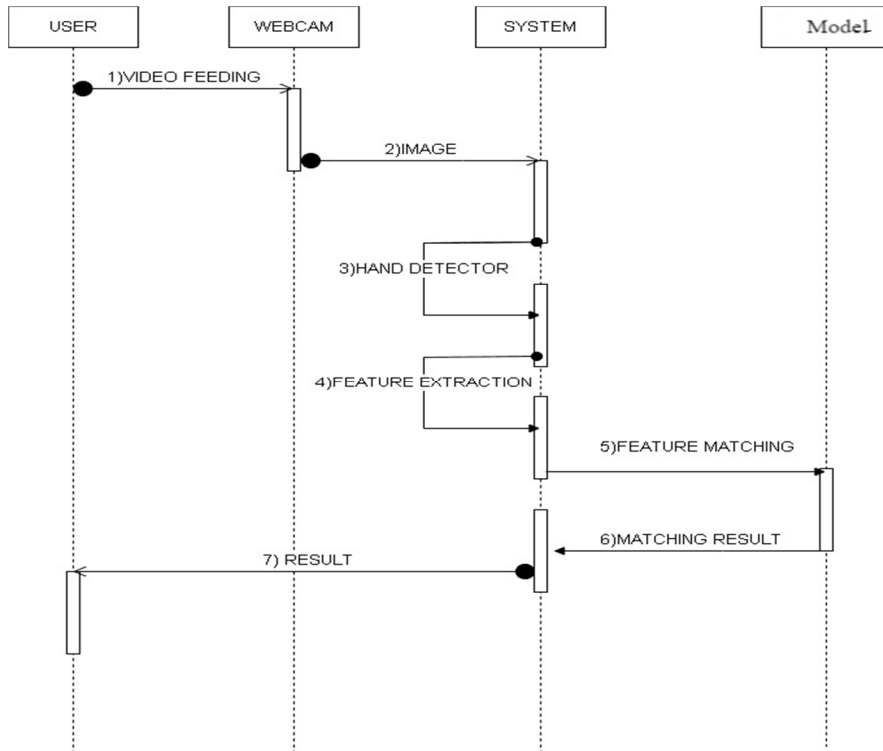 USER
WEBCAM
SYSTEM
Model
1)VIDEO FEEDING
2)IMAGE
3)HAND DETECTOR
4)FEATURE EXTRACTION
5)FEATURE MATCHING
6)MATCHING RESULT
7) RESULT